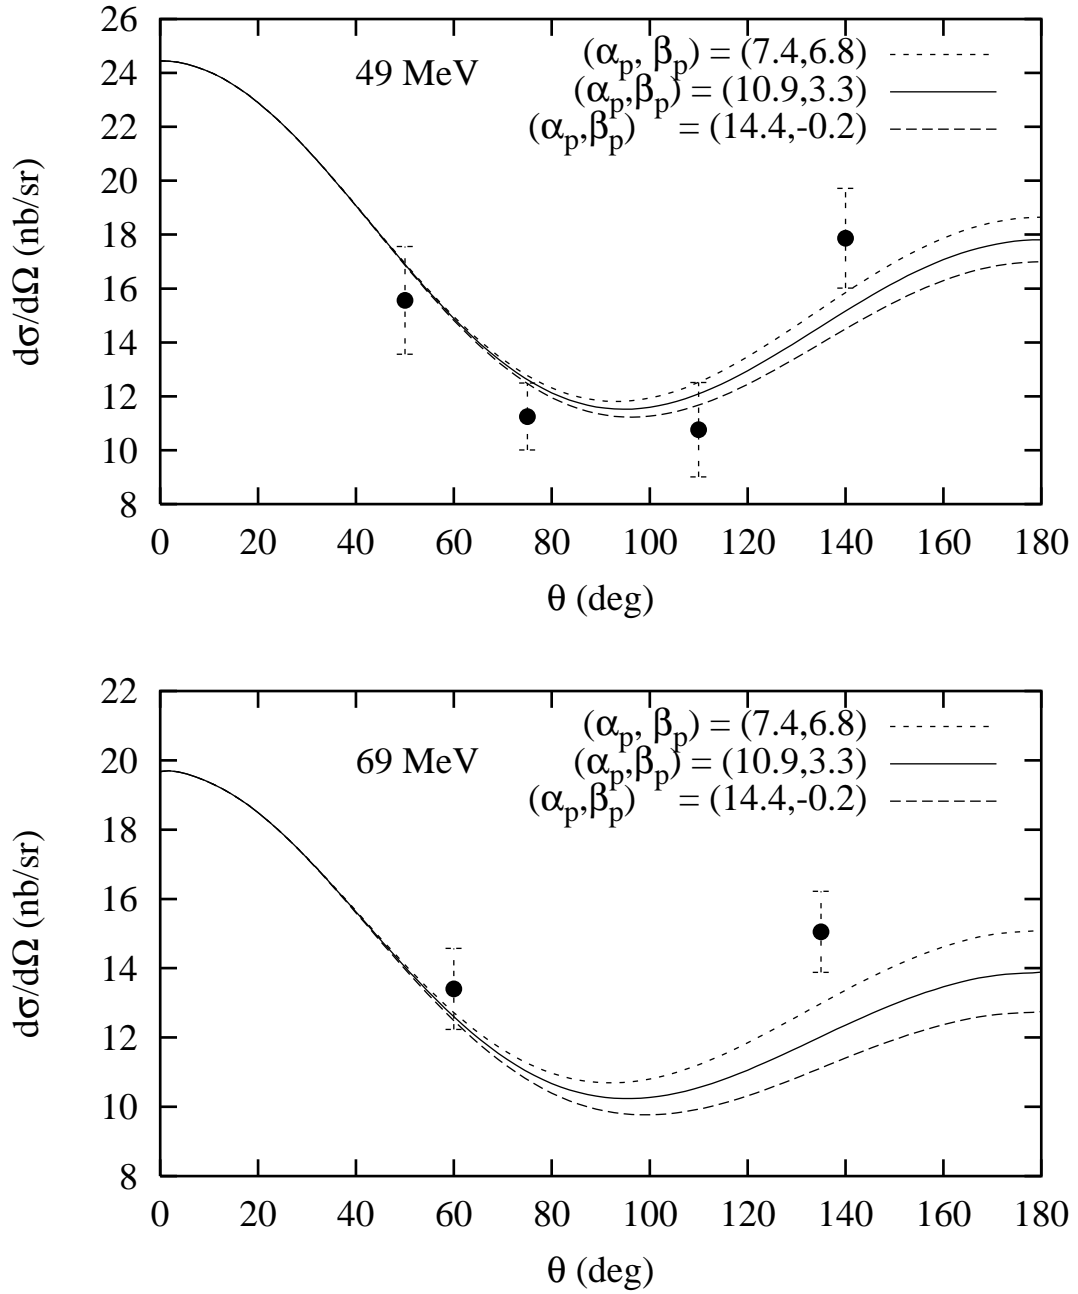 26
24
22
20
18
16
14
12
10
8
dσ/dΩ (nb/sr)
49 MeV
(αp, βp) = (7.4,6.8)
(αp,βp) = (10.9,3.3)
(αp,βp) = (14.4,-0.2)
0 20 40 60 80 100 120 140 160 180
θ (deg)
22
20
18
16
14
12
10
8
dσ/dΩ (nb/sr)
69 MeV
(αp, βp) = (7.4,6.8)
(αp,βp) = (10.9,3.3)
(αp,βp) = (14.4,-0.2)
0 20 40 60 80 100 120 140 160 180
θ (deg)